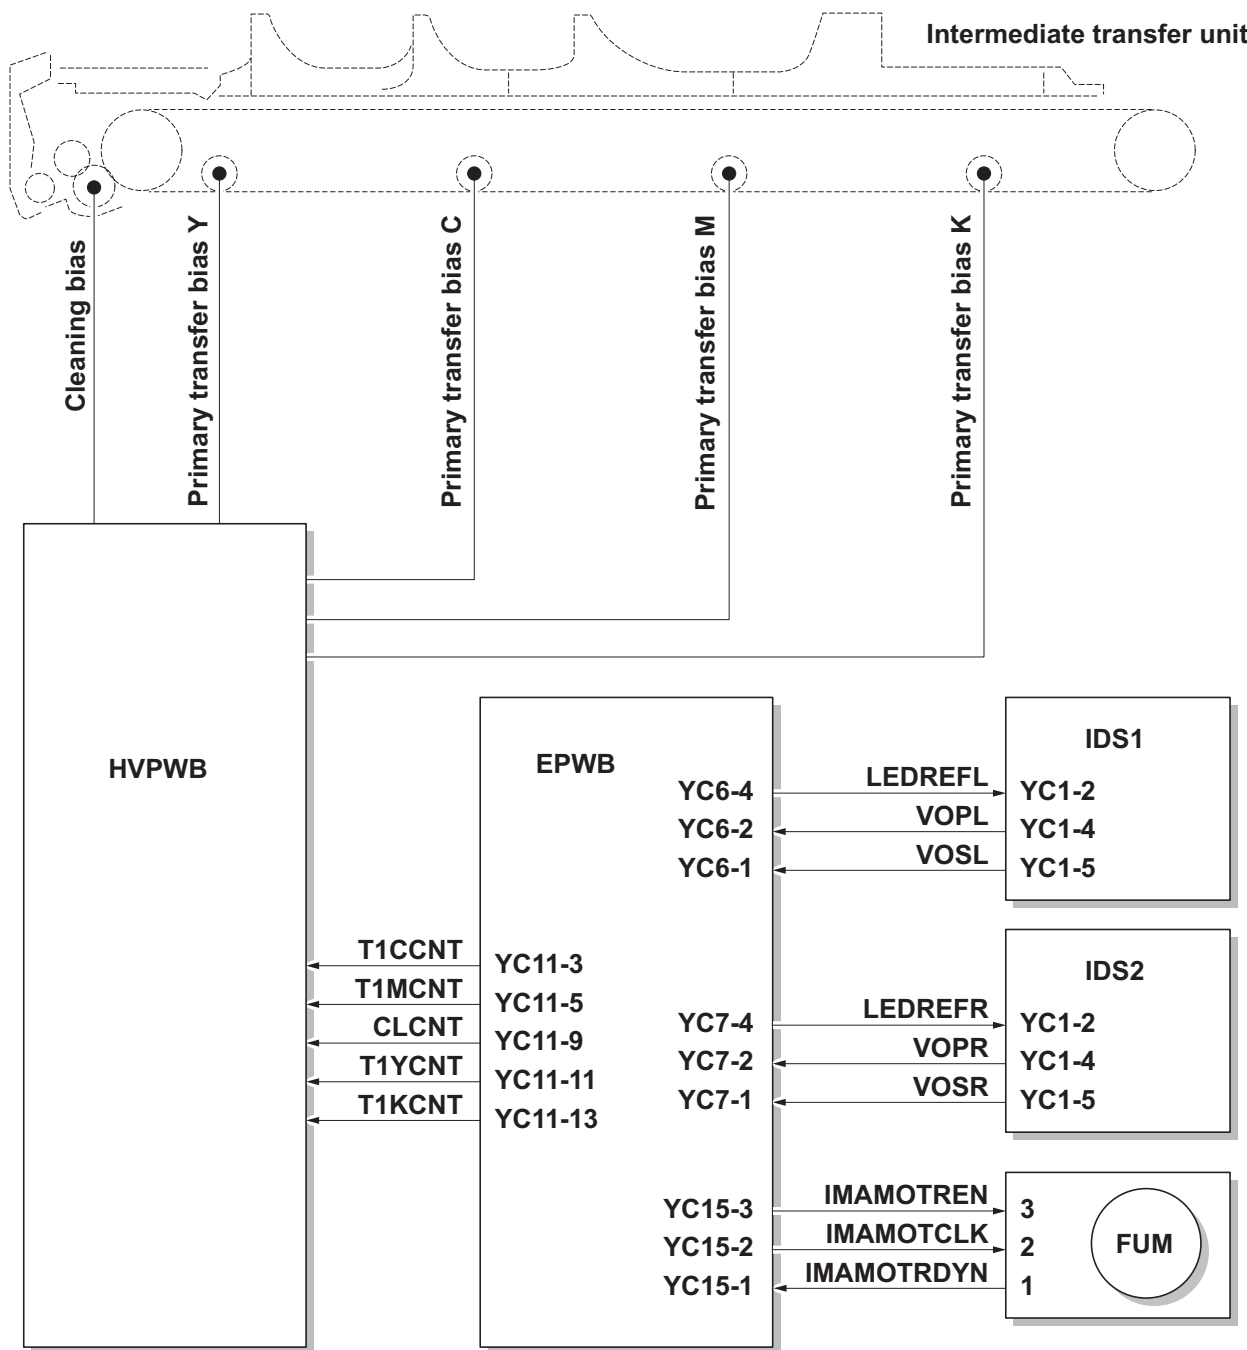 Intermediate transfer unit
Cleaning bias
Primary transfer bias Y
Primary transfer bias C
Primary transfer bias M
Primary transfer bias K
HVPWB
EPWB
IDS1
YC6-4 LEDREFL YC1-2
YC6-2 VOPL YC1-4
YC6-1 VOSL YC1-5
T1CCNT YC11-3
T1MCNT YC11-5
CLCNT YC11-9
T1YCNT YC11-11
T1KCNT YC11-13
IDS2
YC7-4 LEDREFR YC1-2
YC7-2 VOPR YC1-4
YC7-1 VOSR YC1-5
YC15-3 IMAMOTREN 3
YC15-2 IMAMOTCLK 2
YC15-1 IMAMOTRDYN 1
FUM